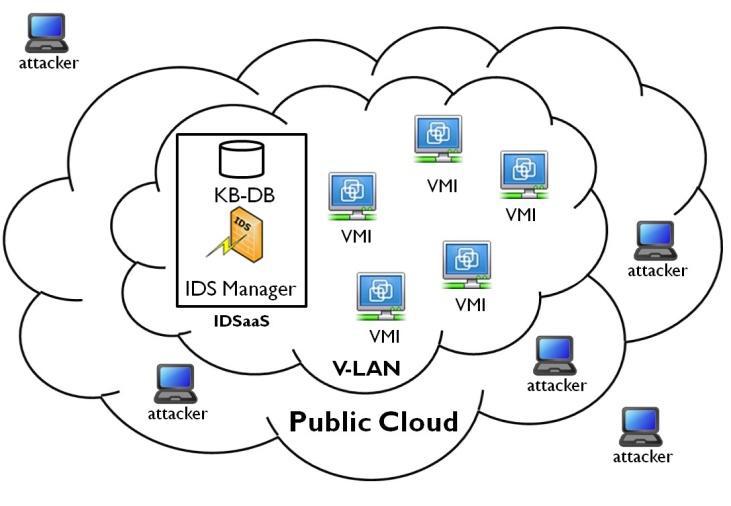 attacker
KB-DB
IDS
IDS Manager
IDSaaS
VMI
VMI
VMI
VMI
VMI
V-LAN
Public Cloud
attacker
attacker
attacker
attacker